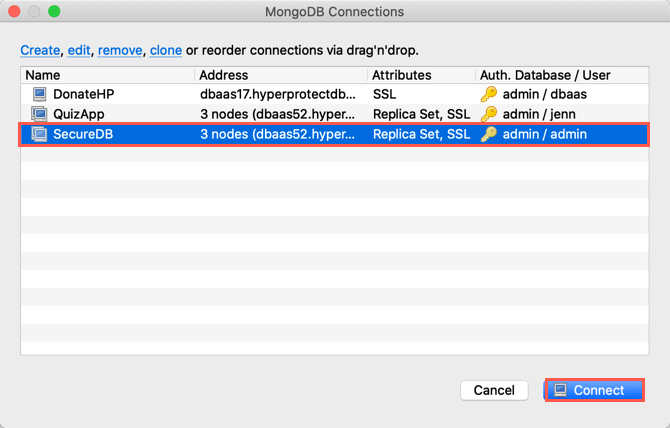 MongoDB Connections
Create, edit, remove, clone or reorder connections via drag'n'drop.
Name Address Attributes Auth. Database / User
DonateHP dbaas17.hyperprotectdb... SSL admin / dbaas
QuizApp 3 nodes (dbaas52.hyper... Replica Set, SSL admin / jenn
SecureDB 3 nodes (dbaas52.hyper... Replica Set, SSL admin / admin
Cancel Connect